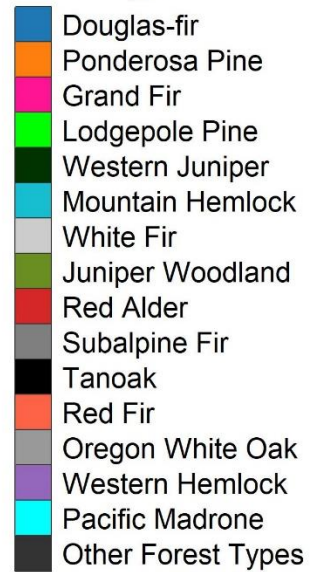 Douglas-fir
Ponderosa Pine
Grand Fir
Lodgepole Pine
Western Juniper
Mountain Hemlock
White Fir
Juniper Woodland
Red Alder
Subalpine Fir
Tanoak
Red Fir
Oregon White Oak
Western Hemlock
Pacific Madrone
Other Forest Types